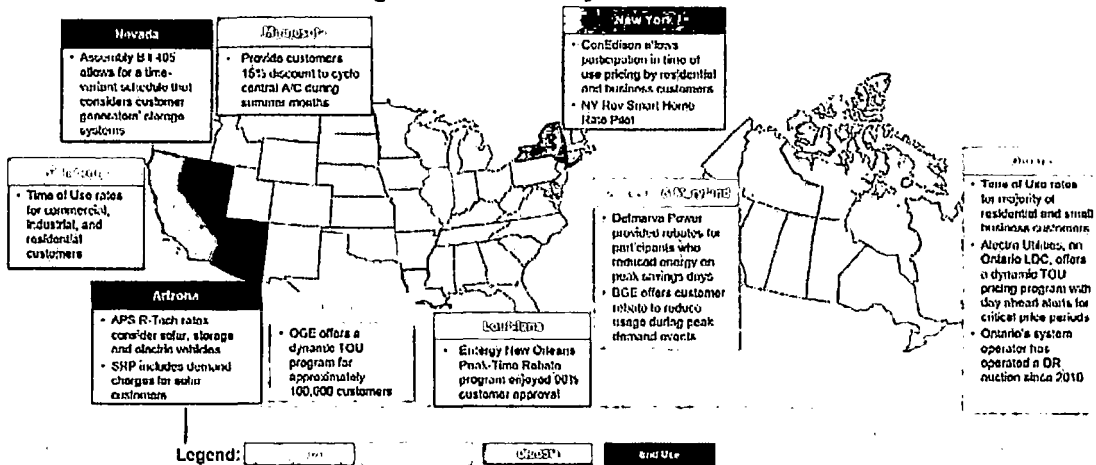 Nevada
• Assembly Bill 405
allows for a time-
variant schedule that
considers customer
generators' storage
systems
• Provide customers
15% discount to cycle
central A/C during
summer months
New York
• ConEdison allows
participation in time of
use pricing by residential
and business customers
• NY Rev Smart Home
Rate Pilot
• Time of Use rates
for commercial,
industrial, and
residential
customers
Maryland
• Delmarva Power
provided rebates for
participants who
reduced energy on
peak savings days
• BGE offers customer
rebate to reduce
usage during peak
demand events
• Time of Use rates
for majority of
residential and small
business customers
• Alectra Utilities, an
Ontario LDC, offers
a dynamic TOU
pricing program with
day ahead alerts for
critical price periods
• Ontario's system
operator has
operated a DR
auction since
Arizona
• APS R-Tech rates
consider solar, storage
and electric vehicles
• SRP includes demand
charges for solar
customers
• OGE offers a
dynamic TOU
program for
approximately
100,000 customers
Louisiana
• Entergy New Orleans
Peak-Time Rebate
program enjoyed
customer approval
Legend:
End Use